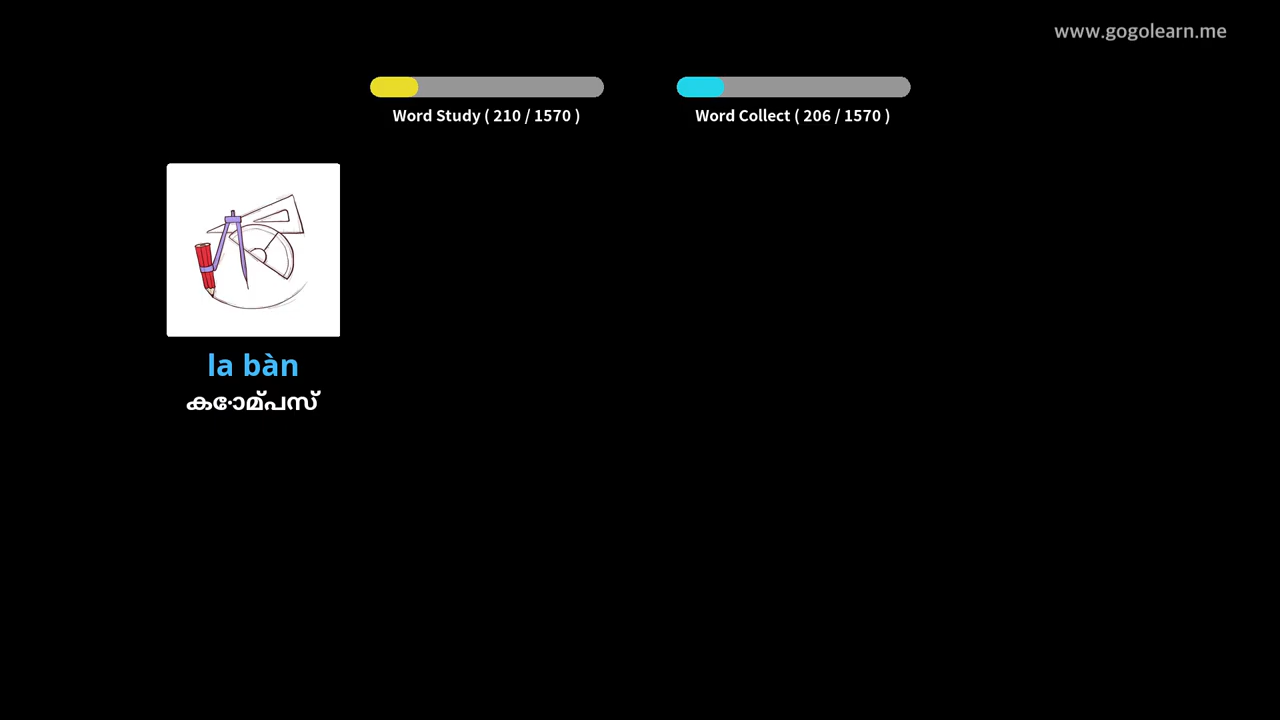 www.gogolearn.me
Word Study ( 210 / 1570 )
Word Collect ( 206 / 1570 )
la bàn
കോമ്പസ്